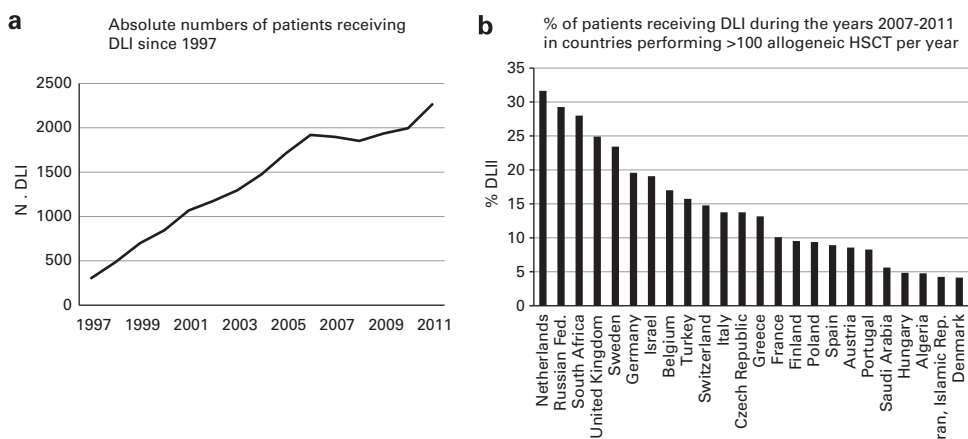 a
Absolute numbers of patients receiving
DLI since 1997
N . DLI
2500
2000
1500
1000
500
0
1997 1999 2001 2003 2005 2007 2009 2011
b
% of patients receiving DLI during the years 2007-2011
in countries performing >100 allogeneic HSCT per year
% DLII
35
30
25
20
15
10
5
0
Netherlands
Russian Fed.
South Africa
United Kingdom
Sweden
Germany
Israel
Belgium
Turkey
Switzerland
Italy
Czech Republic
Greece
France
Finland
Poland
Spain
Austria
Portugal
Saudi Arabia
Hungary
Algeria
ran, Islamic Rep.
Denmark